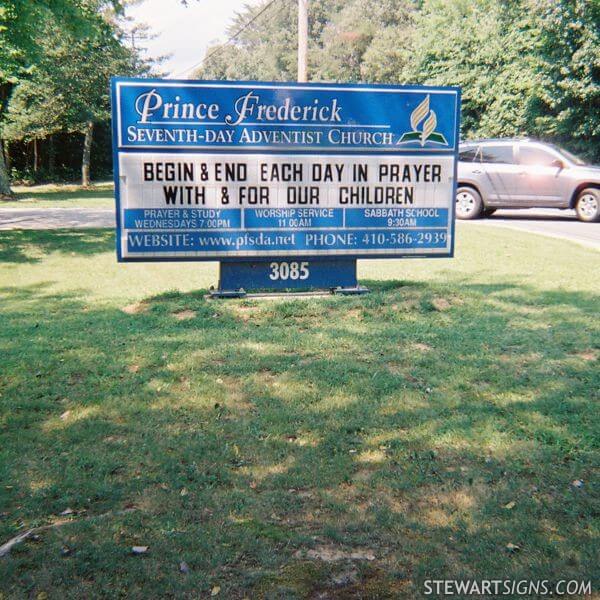 Prince Frederick
SEVENTH-DAY ADVENTIST CHURCH
BEGIN & END EACH DAY IN PRAYER
WITH & FOR OUR CHILDREN
PRAYER & STUDY WORSHIP SERVICE SABBATH SCHOOL
WEDNESDAYS 7:00PM 11:00AM 9:30AM
WEBSITE: www.pfsda.net PHONE: 410-586-2939
3085
STEWARTSIGNS.COM